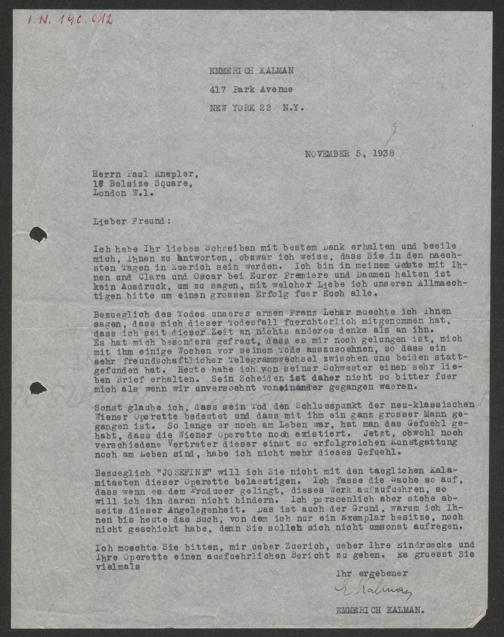 I.N. 190.012
EMMERICH KALMAN
417 Park Avenue
NEW YORK 22 N.Y.
NOVEMBER 5, 1938
Herrn Paul Knepler,
17 Belsize Square,
London W.1.
Lieber Freund:
Ich habe Ihr liebes Schreiben mit bestem Dank erhalten und beeile
mich, Ihnen zu antworten, obzwar ich weiss, dass Sie in den naech-
sten Tagen in Zuerich sein werden. Ich bin in meinem Geiste mit Ih-
nen und Clara und Oscar bei Eurer Premiere und Daumen halten ist
kein Ausdruck, um zu sagen, mit welcher Liebe ich unseren Allmaech-
tigen bitte um einen grossen Erfolg fuer Euch alle.
Bezueglich des Todes unseres armen Franz Lehar moechte ich Ihnen
sagen, dass mich dieser Todesfall fuerchterlich mitgenommen hat,
dass ich seit dieser Zeit an nichts anderes denke als an ihn.
Es hat mich besonders gefreut, dass es mir noch gelungen ist, mich
mit ihm einige Wochen vor seinem Tode auszusoehnen, so dass ein
sehr freundschaftlicher Telegrammwechsel zwischen uns beiden statt-
gefunden hat. Heute habe ich von seiner Schwester einen sehr lie-
ben Brief erhalten. Sein Scheiden ist daher nicht so bitter fuer
mich als wenn wir unversoehnt voneinander gegangen waeren.
Sonst glaube ich, dass sein Tod den Schlusspunkt der neu-klassischen
Wiener Operette bedeutet und dass mit ihm ein ganz grosser Mann ge-
gangen ist. So lange er noch am Leben war, hat man das Gefuehl ge-
habt, dass die Wiener Operette noch existiert. Jetzt, obwohl noch
verschiedene Vertreter dieser einst so erfolgreichen Kunstgattung
noch am Leben sind, habe ich nicht mehr dieses Gefuehl.
Bezueglich "JOSEFINE" will ich Sie nicht mit den taeglichen Kala-
mitaeten dieser Operette belaestigen. Ich fasse die Sache so auf,
dass wenn es dem Producer gelingt, dieses Werk aufzufuehren, so
will ich ihn daran nicht hindern. Ich persoenlich aber stehe ab-
seits dieser Angelegenheit. Das ist auch der Grund, warum ich Ih-
nen bis heute das Buch, von dem ich nur ein Exemplar besitze, noch
nicht geschickt habe, denn Sie sollen sich nicht umsonst aufregen.
Ich moechte Sie bitten, mir ueber Zuerich, ueber Ihre Eindruecke und
Ihre Operette einen ausfuehrlichen Bericht zu geben. Es gruesst Sie
vielmals
Ihr ergebener
E Kalman
EMMERICH KALMAN.